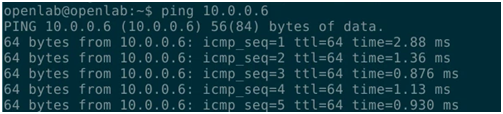 openlab@openlab:~$ ping 10.0.0.6
PING 10.0.0.6 (10.0.0.6) 56(84) bytes of data.
64 bytes from 10.0.0.6: icmp_seq=1 ttl=64 time=2.88 ms
64 bytes from 10.0.0.6: icmp_seq=2 ttl=64 time=1.36 ms
64 bytes from 10.0.0.6: icmp_seq=3 ttl=64 time=0.876 ms
64 bytes from 10.0.0.6: icmp_seq=4 ttl=64 time=1.13 ms
64 bytes from 10.0.0.6: icmp_seq=5 ttl=64 time=0.930 ms